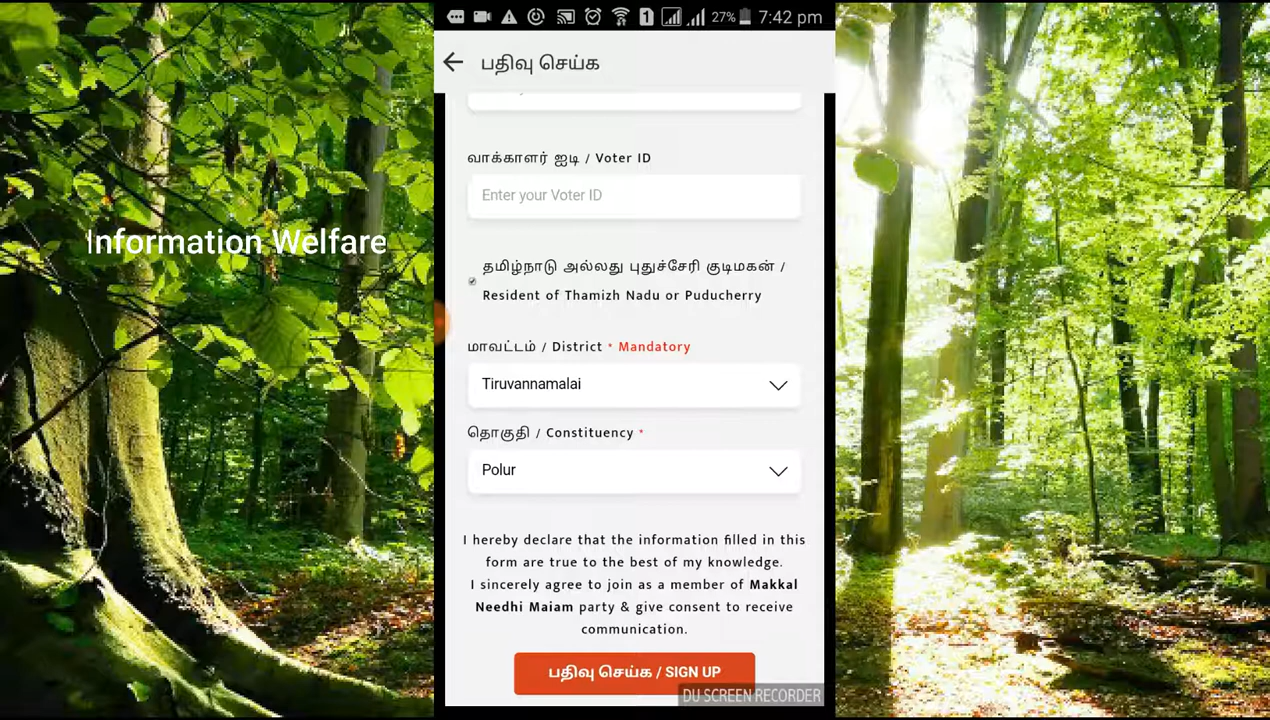 27% 7:42 pm
பதிவு செய்க
வாக்காளர் ஐடி / Voter ID
Enter your Voter ID
Information Welfare
தமிழ்நாடு அல்லது புதுச்சேரி குடிமகன் /
Resident of Thamizh Nadu or Puducherry
மாவட்டம் / District * Mandatory
Tiruvannamalai
தொகுதி / Constituency *
Polur
I hereby declare that the information filled in this
form are true to the best of my knowledge.
I sincerely agree to join as a member of Makkal
Needhi Maiam party & give consent to receive
communication.
பதிவு செய்க / SIGN UP
DU SCREEN RECORDER